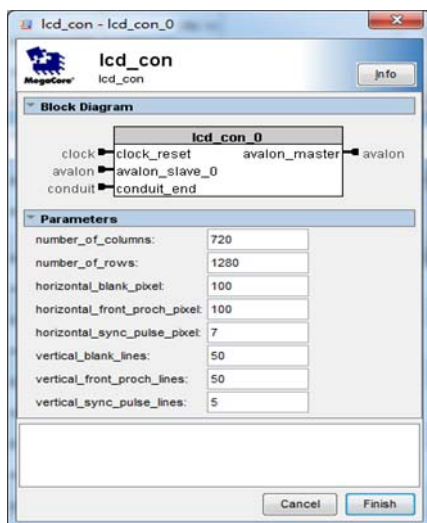 lcd_con - lcd_con_0
MegaCore'
lcd_con
lcd_con
Info
Block Diagram
lcd_con_0
clock clock_reset avalon_master avalon
avalon avalon_slave_0
conduit conduit_end
Parameters
number_of_columns: 720
number_of_rows: 1280
horizontal_blank_pixel: 100
horizontal_front_proch_pixel: 100
horizontal_sync_pulse_pixel: 7
vertical_blank_lines: 50
vertical_front_proch_lines: 50
vertical_sync_pulse_lines: 5
Cancel Finish